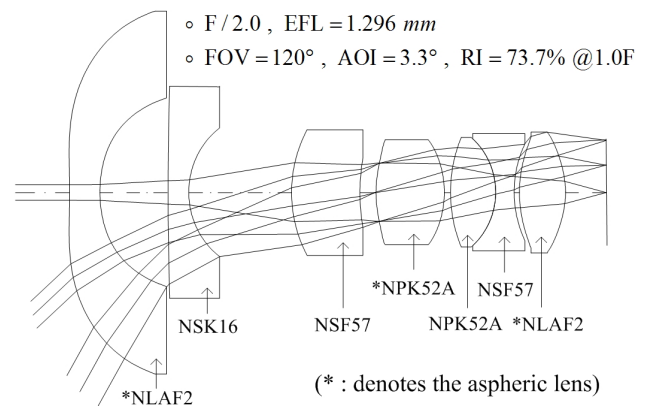 ∘ F / 2.0 , EFL = 1.296 mm
∘ FOV = 120° , AOI = 3.3° , RI = 73.7% @1.0F
*NPK52A NSF57
NSK16 NSF57 NPK52A *NLAF2
*NLAF2
(* : denotes the aspheric lens)